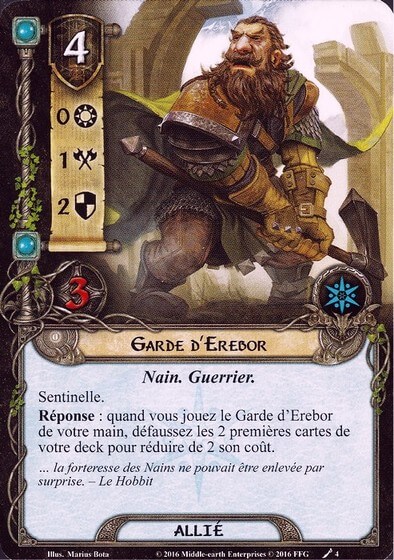 4
0
1
2
3
Garde d'Erebor
Nain. Guerrier.
Sentinelle.
Réponse : quand vous jouez le Garde d'Erebor
de votre main, défaussez les 2 premières cartes de
votre deck pour réduire de 2 son coût.
... la forteresse des Nains ne pouvait être enlevée par
surprise. – Le Hobbit
ALLIÉ
Illus. Marius Bota © 2016 Middle-earth Enterprises © 2016 FFG 4